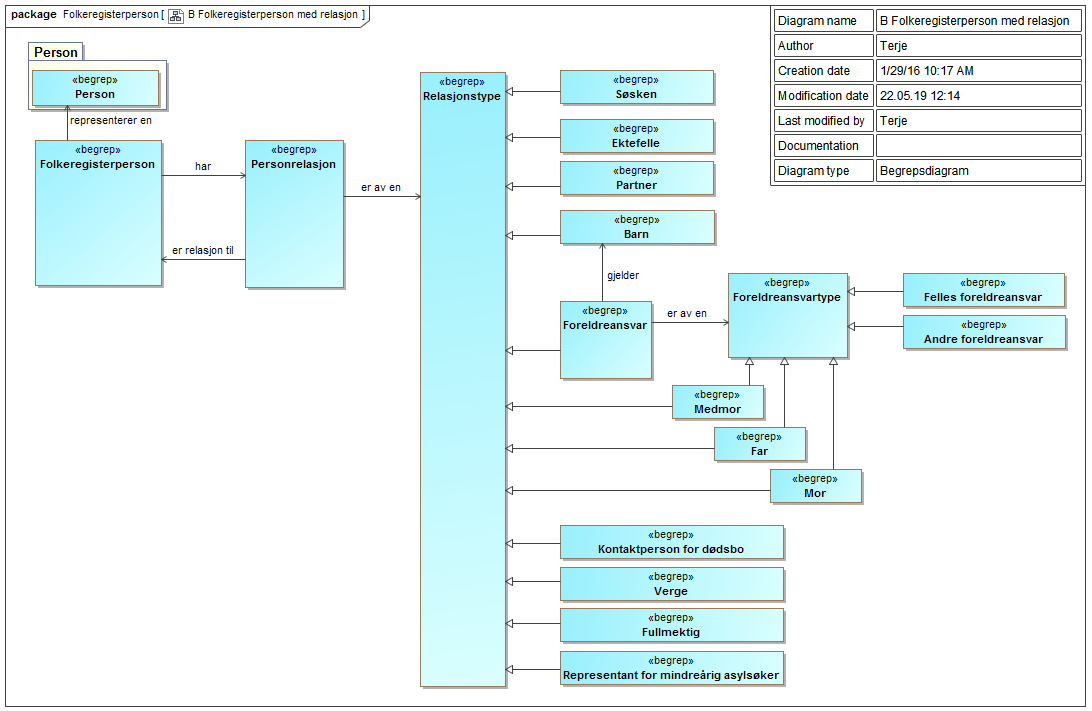 package Folkeregisterperson [ B Folkeregisterperson med relasjon ]
Diagram name B Folkeregisterperson med relasjon
Author Terje
Creation date 1/29/16 10:17 AM
Modification date 22.05.19 12:14
Last modified by Terje
Documentation
Diagram type Begrepsdiagram
Person
«begrep»
Person
representerer en
«begrep»
Folkeregisterperson
har
er relasjon til
«begrep»
Personrelasjon
er av en
«begrep»
Relasjonstype
«begrep»
Søsken
«begrep»
Ektefelle
«begrep»
Partner
«begrep»
Barn
gjelder
«begrep»
Foreldreansvar
er av en
«begrep»
Foreldreansvartype
«begrep»
Felles foreldreansvar
«begrep»
Andre foreldreansvar
«begrep»
Medmor
«begrep»
Far
«begrep»
Mor
«begrep»
Kontaktperson for dødsbo
«begrep»
Verge
«begrep»
Fullmektig
«begrep»
Representant for mindreårig asylsøker